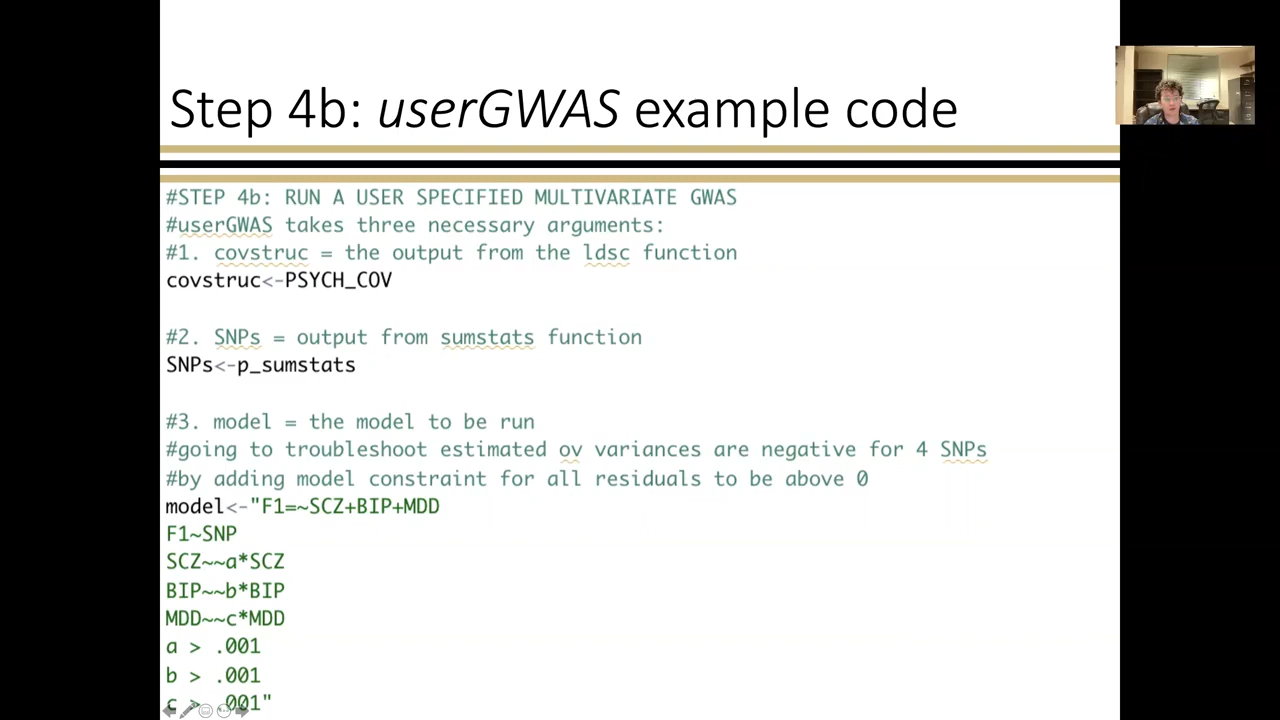 Step 4b: userGWAS example code
#STEP 4b: RUN A USER SPECIFIED MULTIVARIATE GWAS
#userGWAS takes three necessary arguments:
#1. covstruc = the output from the ldsc function
covstruc<-PSYCH_COV
#2. SNPs = output from sumstats function
SNPs<-p_sumstats
#3. model = the model to be run
#going to troubleshoot estimated ov variances are negative for 4 SNPs
#by adding model constraint for all residuals to be above 0
model<-"F1=~SCZ+BIP+MDD
F1~SNP
SCZ~~a*SCZ
BIP~~b*BIP
MDD~~c*MDD
a > .001
b > .001
c > .001"